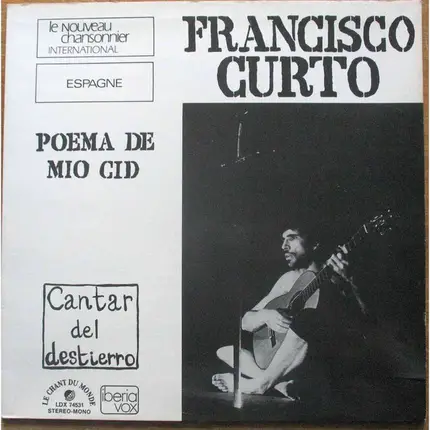 le nouveau
chansonnier
INTERNATIONAL
ESPAGNE
FRANCISCO
CURTO
POEMA DE
MIO CID
Cantar
del
destierro
LE CHANT DU MONDE
LDX 74531
STEREO-MONO
iberia
vox